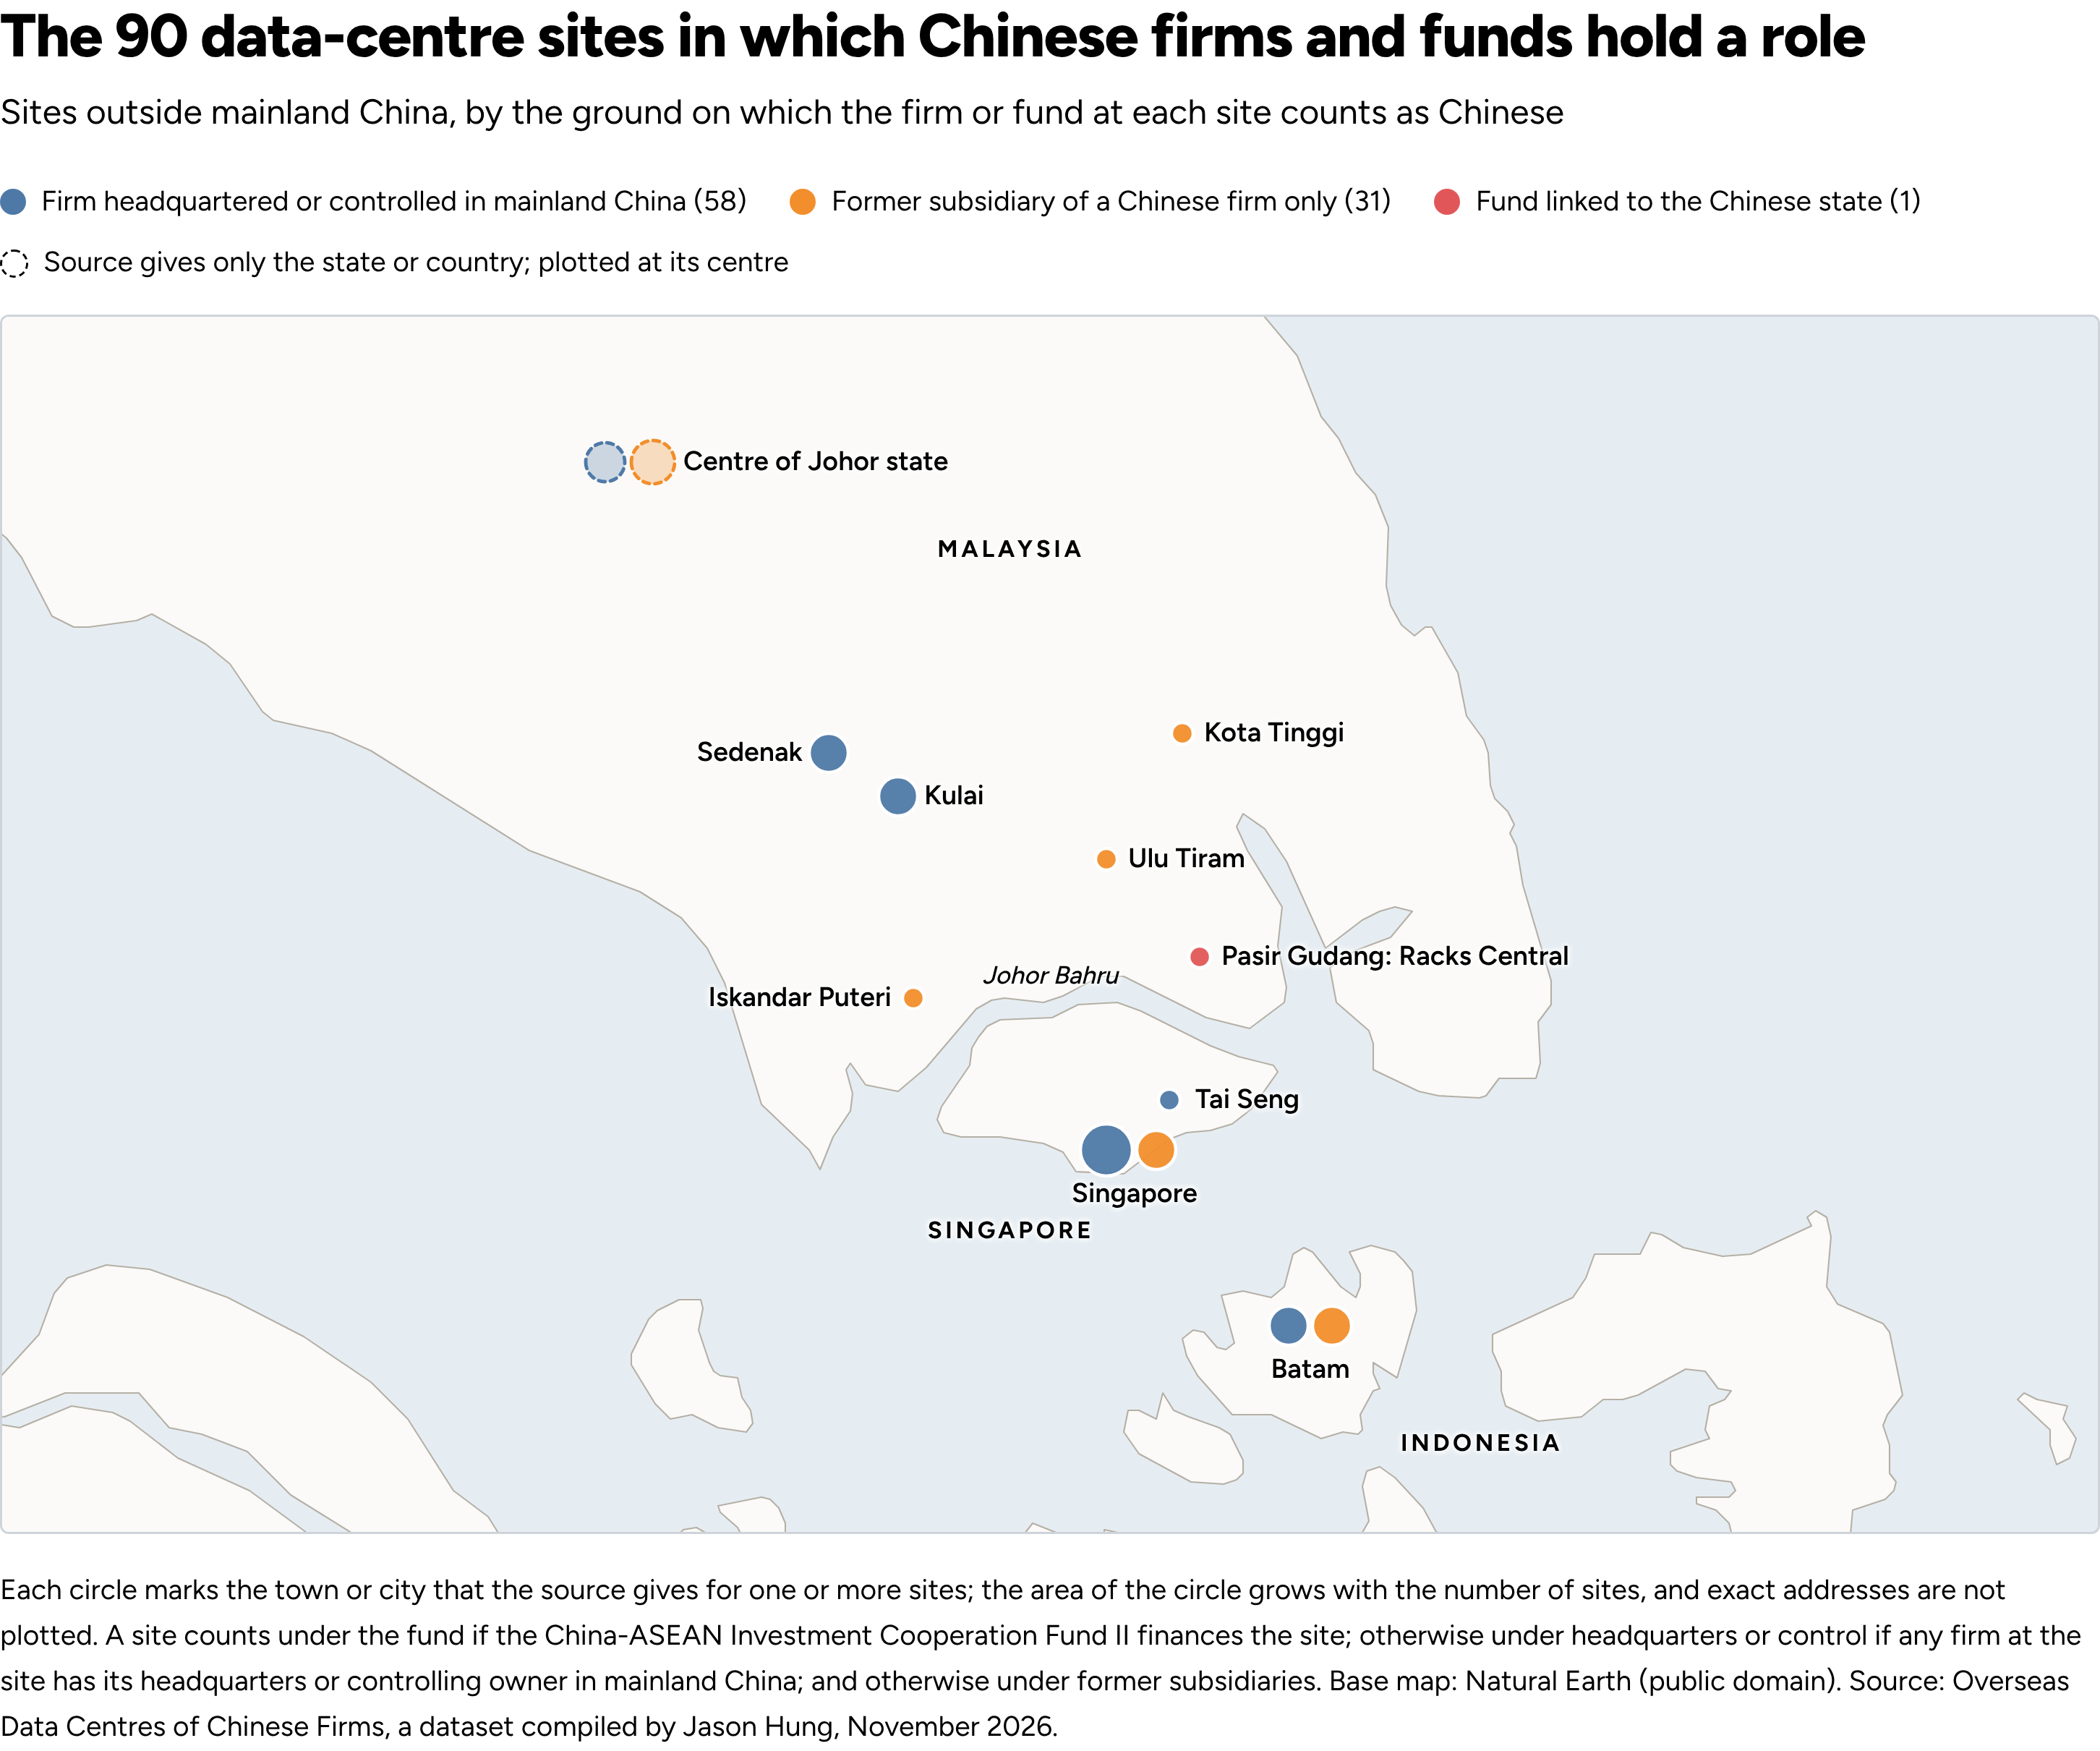 The 90 data-centre sites in which Chinese firms and funds hold a role
Sites outside mainland China, by the ground on which the firm or fund at each site counts as Chinese
Firm headquartered or controlled in mainland China (58)
Former subsidiary of a Chinese firm only (31)
Fund linked to the Chinese state (1)
Source gives only the state or country; plotted at its centre
Centre of Johor state
MALAYSIA
Kota Tinggi
Sedenak
Kulai
Ulu Tiram
Pasir Gudang: Racks Central
Johor Bahru
Iskandar Puteri
Tai Seng
Singapore
SINGAPORE
Batam
INDONESIA
Each circle marks the town or city that the source gives for one or more sites; the area of the circle grows with the number of sites, and exact addresses are not
plotted. A site counts under the fund if the China-ASEAN Investment Cooperation Fund II finances the site; otherwise under headquarters or control if any firm at the
site has its headquarters or controlling owner in mainland China; and otherwise under former subsidiaries. Base map: Natural Earth (public domain). Source: Overseas
Data Centres of Chinese Firms, a dataset compiled by Jason Hung, November 2026.